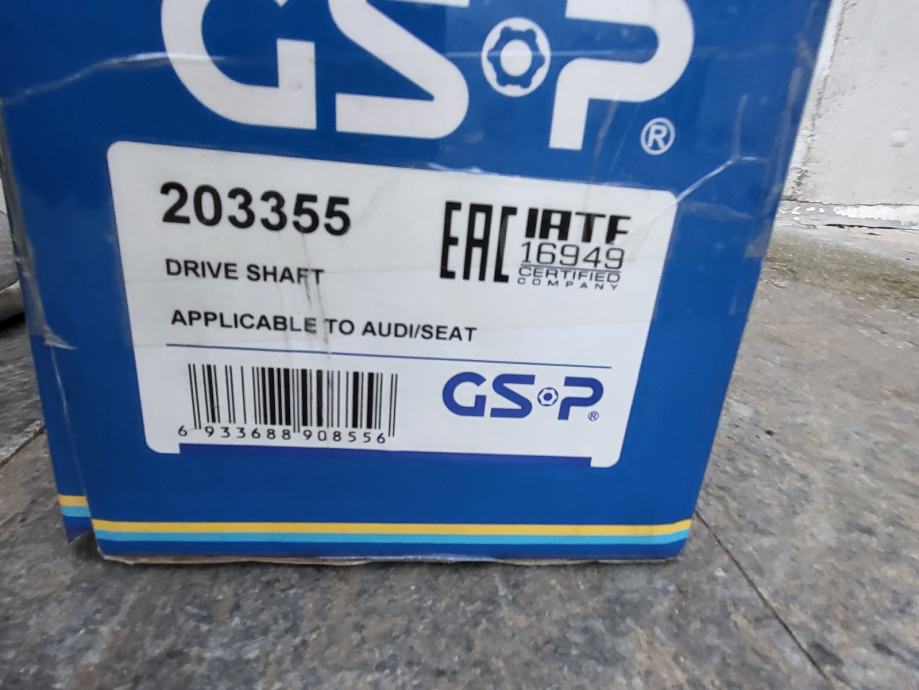 GSP®
203355
EAC
IATF
16949
CERTIFIED
COMPANY
DRIVE SHAFT
APPLICABLE TO AUDI/SEAT
GSP®
6 933688 908556